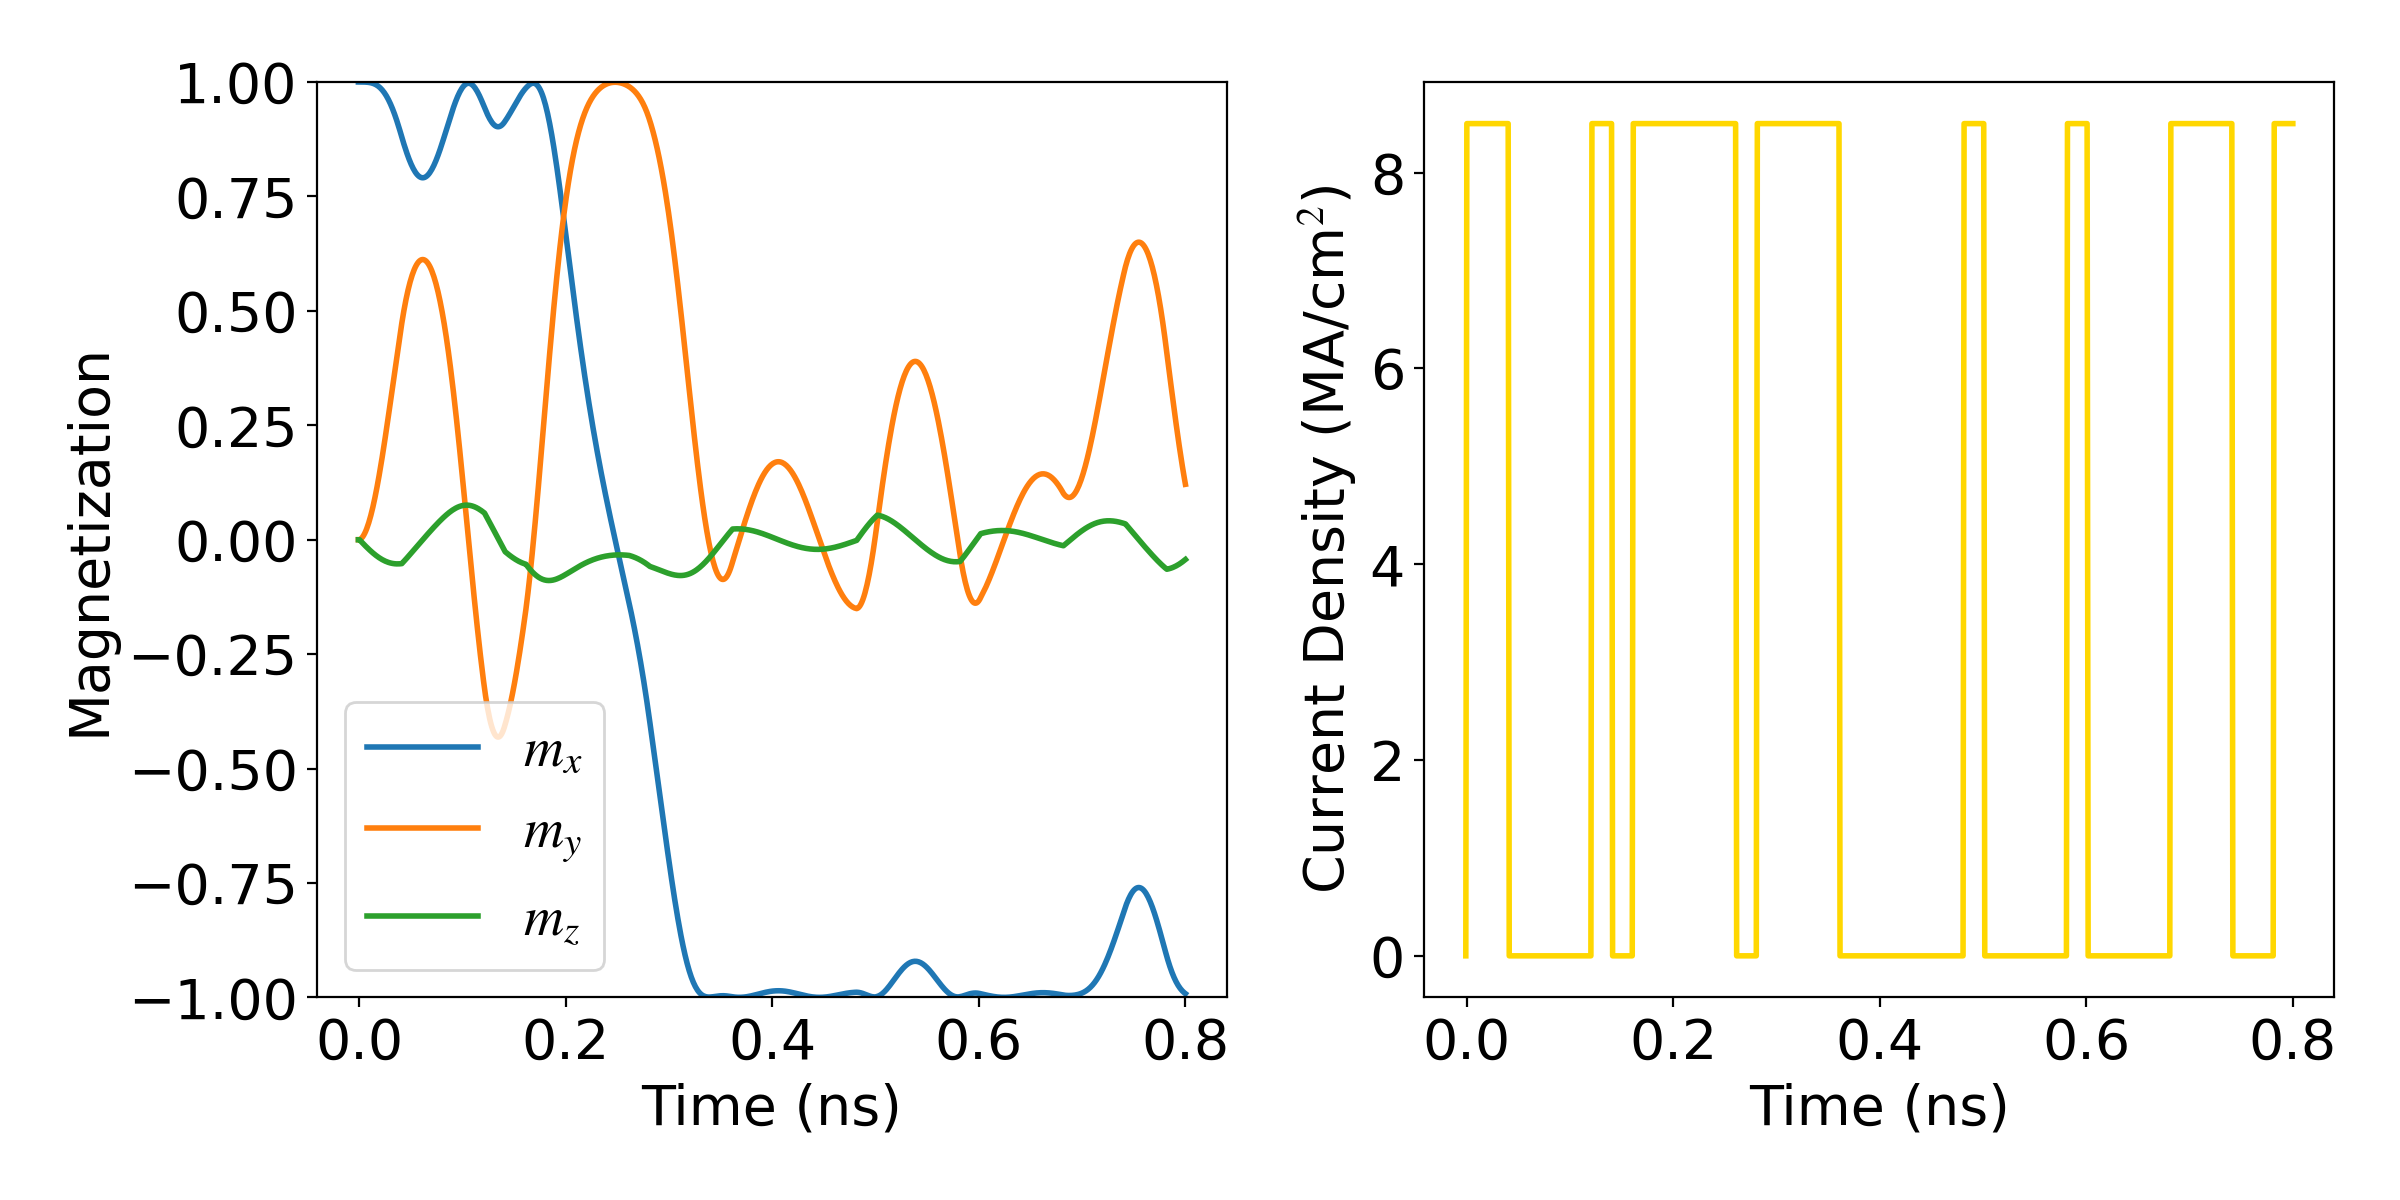 Magnetization
1.00
0.75
0.50
0.25
0.00
−0.25
−0.50
−0.75
−1.00
m_x
m_y
m_z
0.0 0.2 0.4 0.6 0.8
Time (ns)
Current Density (MA/cm²)
8
6
4
2
0
0.0 0.2 0.4 0.6 0.8
Time (ns)